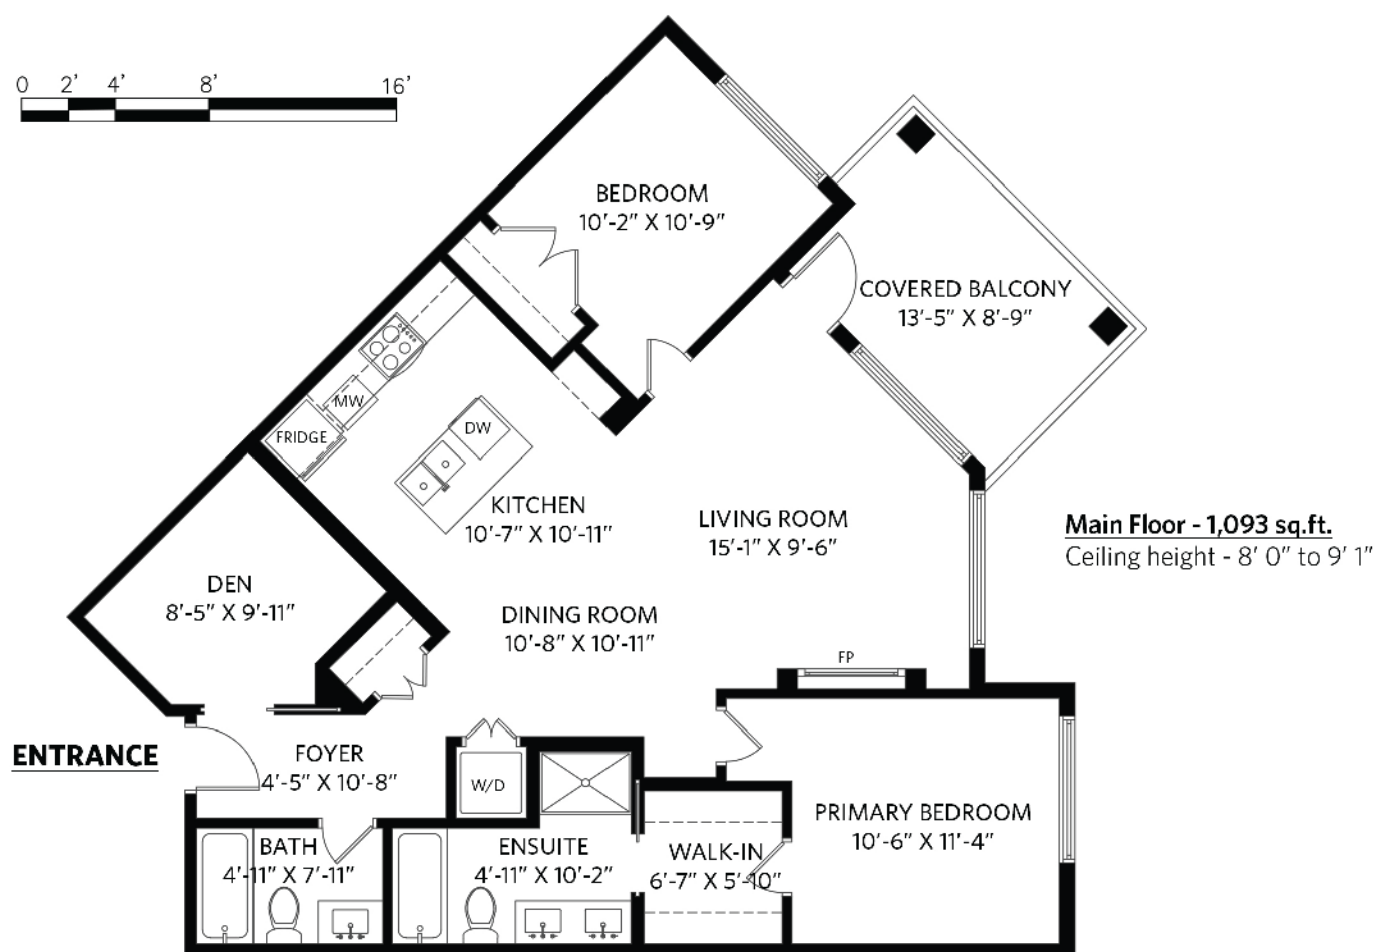 0 2' 4' 8' 16'
BEDROOM
10'-2" X 10'-9"
COVERED BALCONY
13'-5" X 8'-9"
MW
FRIDGE
DW
KITCHEN
10'-7" X 10'-11"
LIVING ROOM
15'-1" X 9'-6"
Main Floor - 1,093 sq.ft.
Ceiling height - 8' 0" to 9' 1"
DEN
8'-5" X 9'-11"
DINING ROOM
10'-8" X 10'-11"
FP
ENTRANCE
FOYER
4'-5" X 10'-8"
W/D
PRIMARY BEDROOM
10'-6" X 11'-4"
BATH
4'-11" X 7'-11"
ENSUITE
4'-11" X 10'-2"
WALK-IN
6'-7" X 5'-10"